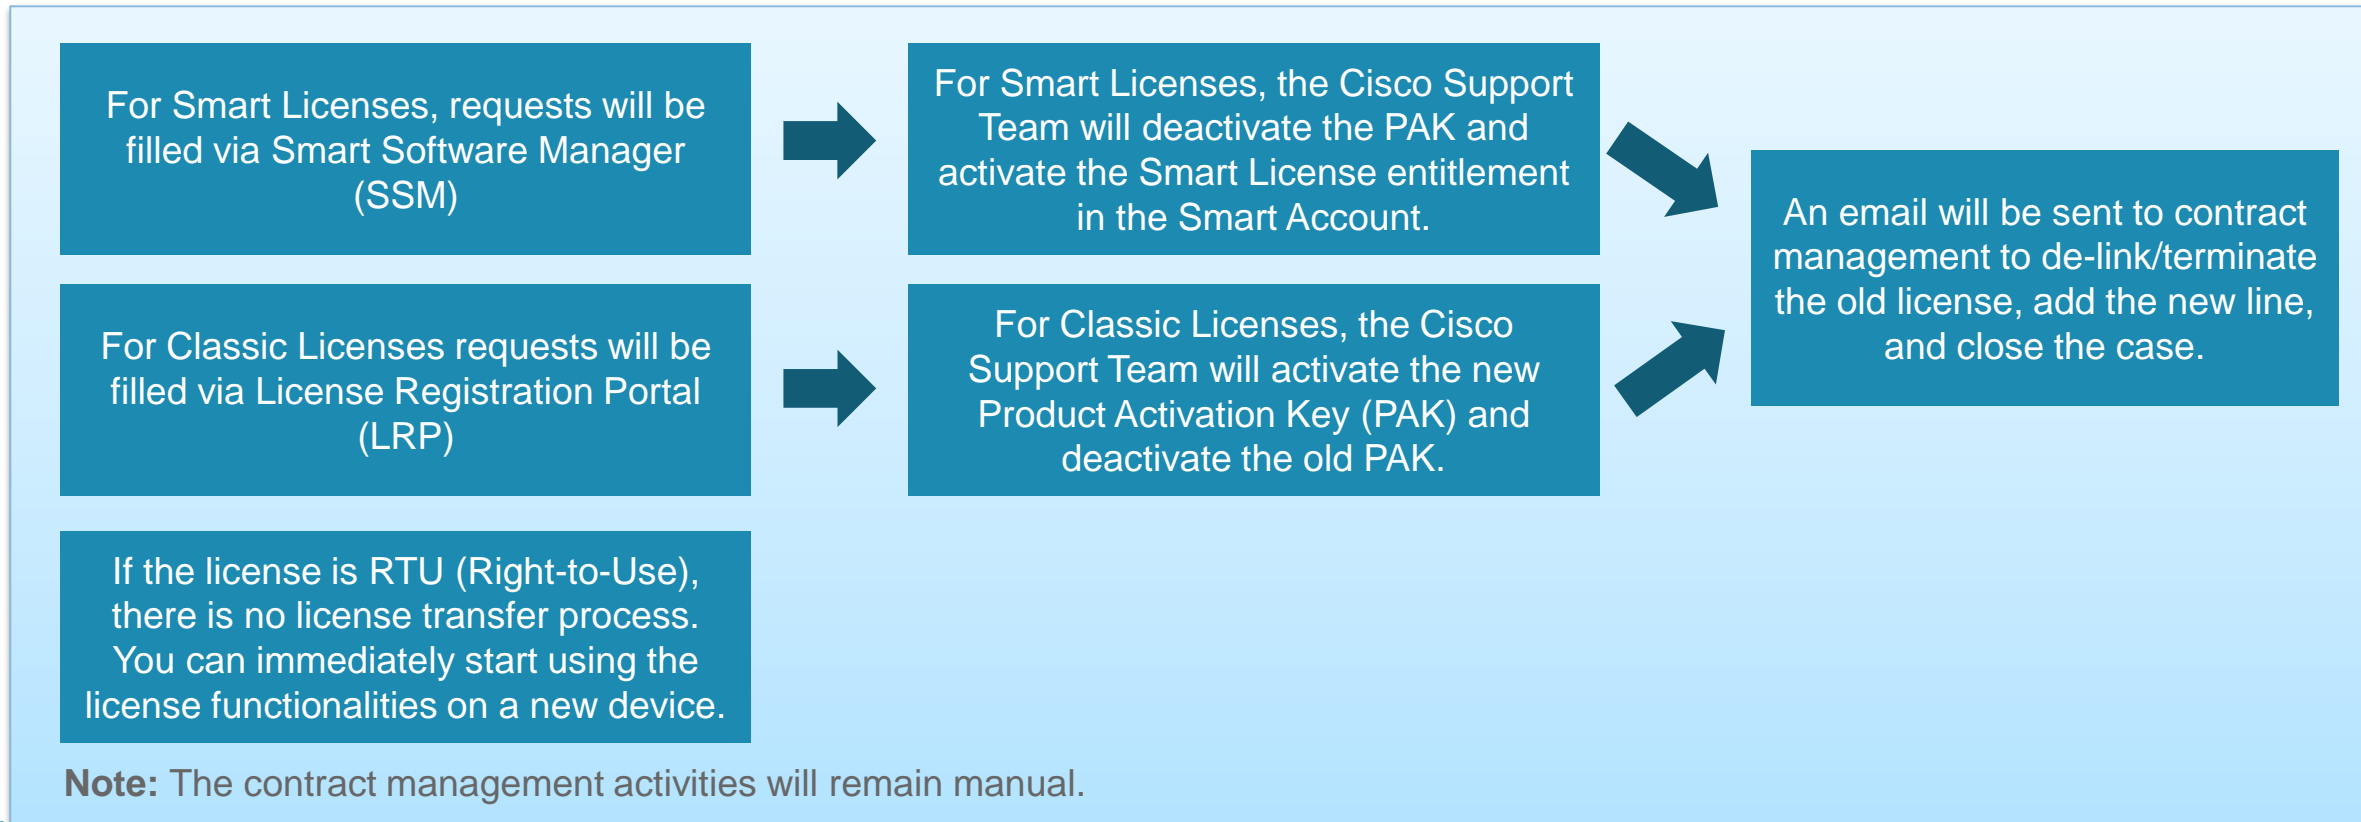 For Smart Licenses, requests will be
filled via Smart Software Manager
(SSM)
For Smart Licenses, the Cisco Support
Team will deactivate the PAK and
activate the Smart License entitlement
in the Smart Account.
For Classic Licenses requests will be
filled via License Registration Portal
(LRP)
For Classic Licenses, the Cisco
Support Team will activate the new
Product Activation Key (PAK) and
deactivate the old PAK.
An email will be sent to contract
management to de-link/terminate
the old license, add the new line,
and close the case.
If the license is RTU (Right-to-Use),
there is no license transfer process.
You can immediately start using the
license functionalities on a new device.
Note: The contract management activities will remain manual.